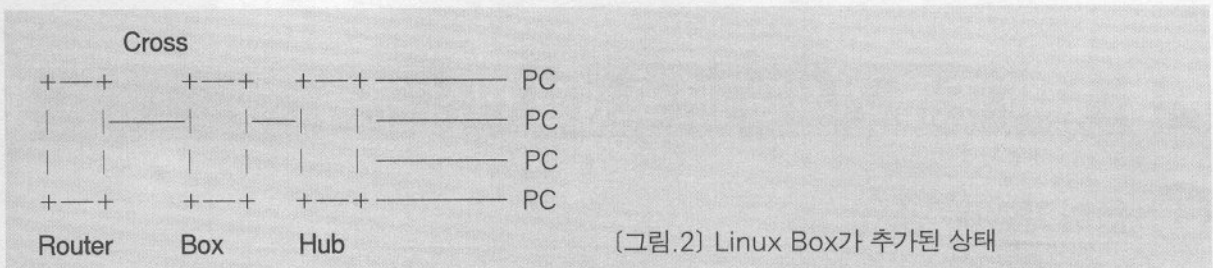 Cross
+—+ +—+ +—+———— PC
| |———| |—| | ———— PC
| | | | | | ———— PC
+—+ +—+ +—+———— PC
Router Box Hub [그림.2] Linux Box가 추가된 상태